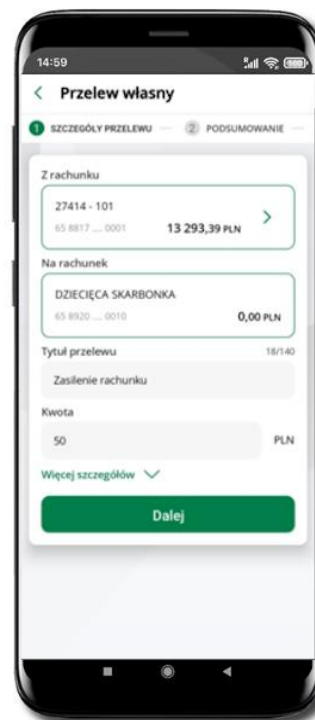 14:59
Przelew własny
1 SZCZEGÓŁY PRZELEWU 2 PODSUMOWANIE
Z rachunku
27414 - 101
65 8817 .... 0001 13 293,39 PLN
Na rachunek
DZIECIĘCA SKARBONKA
65 8920 .... 0010 0,00 PLN
Tytuł przelewu 18/140
Zasilenie rachunku
Kwota
50 PLN
Więcej szczegółów
Dalej